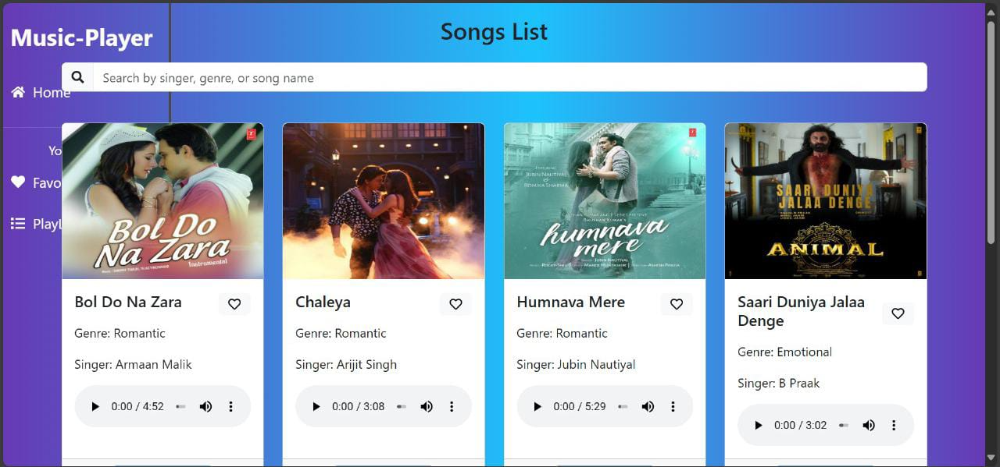 Music-Player
Songs List
Search by singer, genre, or song name
Home
Yo
Favo
PlayL
Bol Do
Na Zara
Instrumental
FEATURING
JUBIN NAUTIYAL
&
ROMIKA SHARMA
humnava
mere
SAARI DUNIYA
JALAA DENGE
ANIMAL
Bol Do Na Zara
Genre: Romantic
Singer: Armaan Malik
0:00 / 4:52
Chaleya
Genre: Romantic
Singer: Arijit Singh
0:00 / 3:08
Humnava Mere
Genre: Romantic
Singer: Jubin Nautiyal
0:00 / 5:29
Saari Duniya Jalaa
Denge
Genre: Emotional
Singer: B Praak
0:00 / 3:02